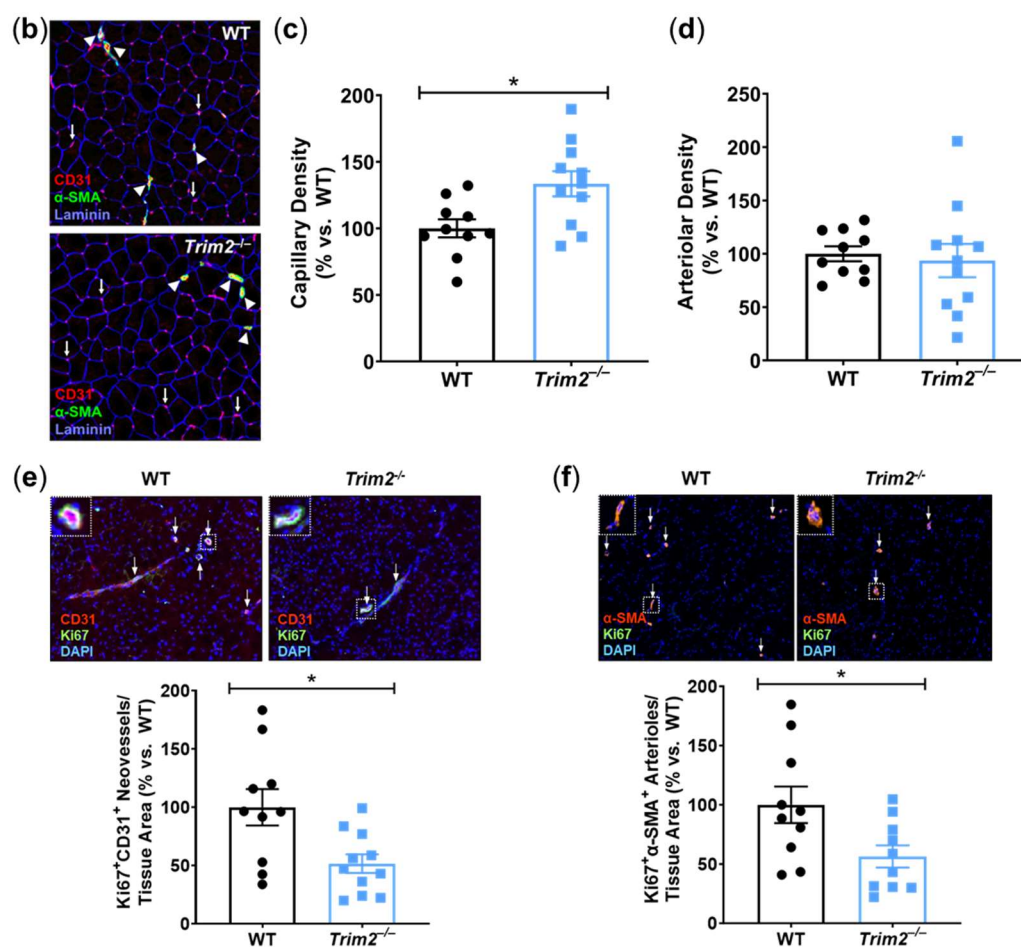 (b)
WT
CD31
α-SMA
Laminin
Trim2⁻/⁻
CD31
α-SMA
Laminin
(c)
Capillary Density
(% vs. WT)
200
150
100
50
0
*
WT
Trim2⁻/⁻
(d)
Arteriolar Density
(% vs. WT)
250
200
150
100
50
0
WT
Trim2⁻/⁻
(e)
WT
Trim2⁻/⁻
CD31
Ki67
DAPI
CD31
Ki67
DAPI
Ki67⁺CD31⁺ Neovessels/
Tissue Area (% vs. WT)
200
150
100
50
0
*
WT
Trim2⁻/⁻
(f)
WT
Trim2⁻/⁻
α-SMA
Ki67
DAPI
α-SMA
Ki67
DAPI
Ki67⁺α-SMA⁺ Arterioles/
Tissue Area (% vs. WT)
200
150
100
50
0
*
WT
Trim2⁻/⁻